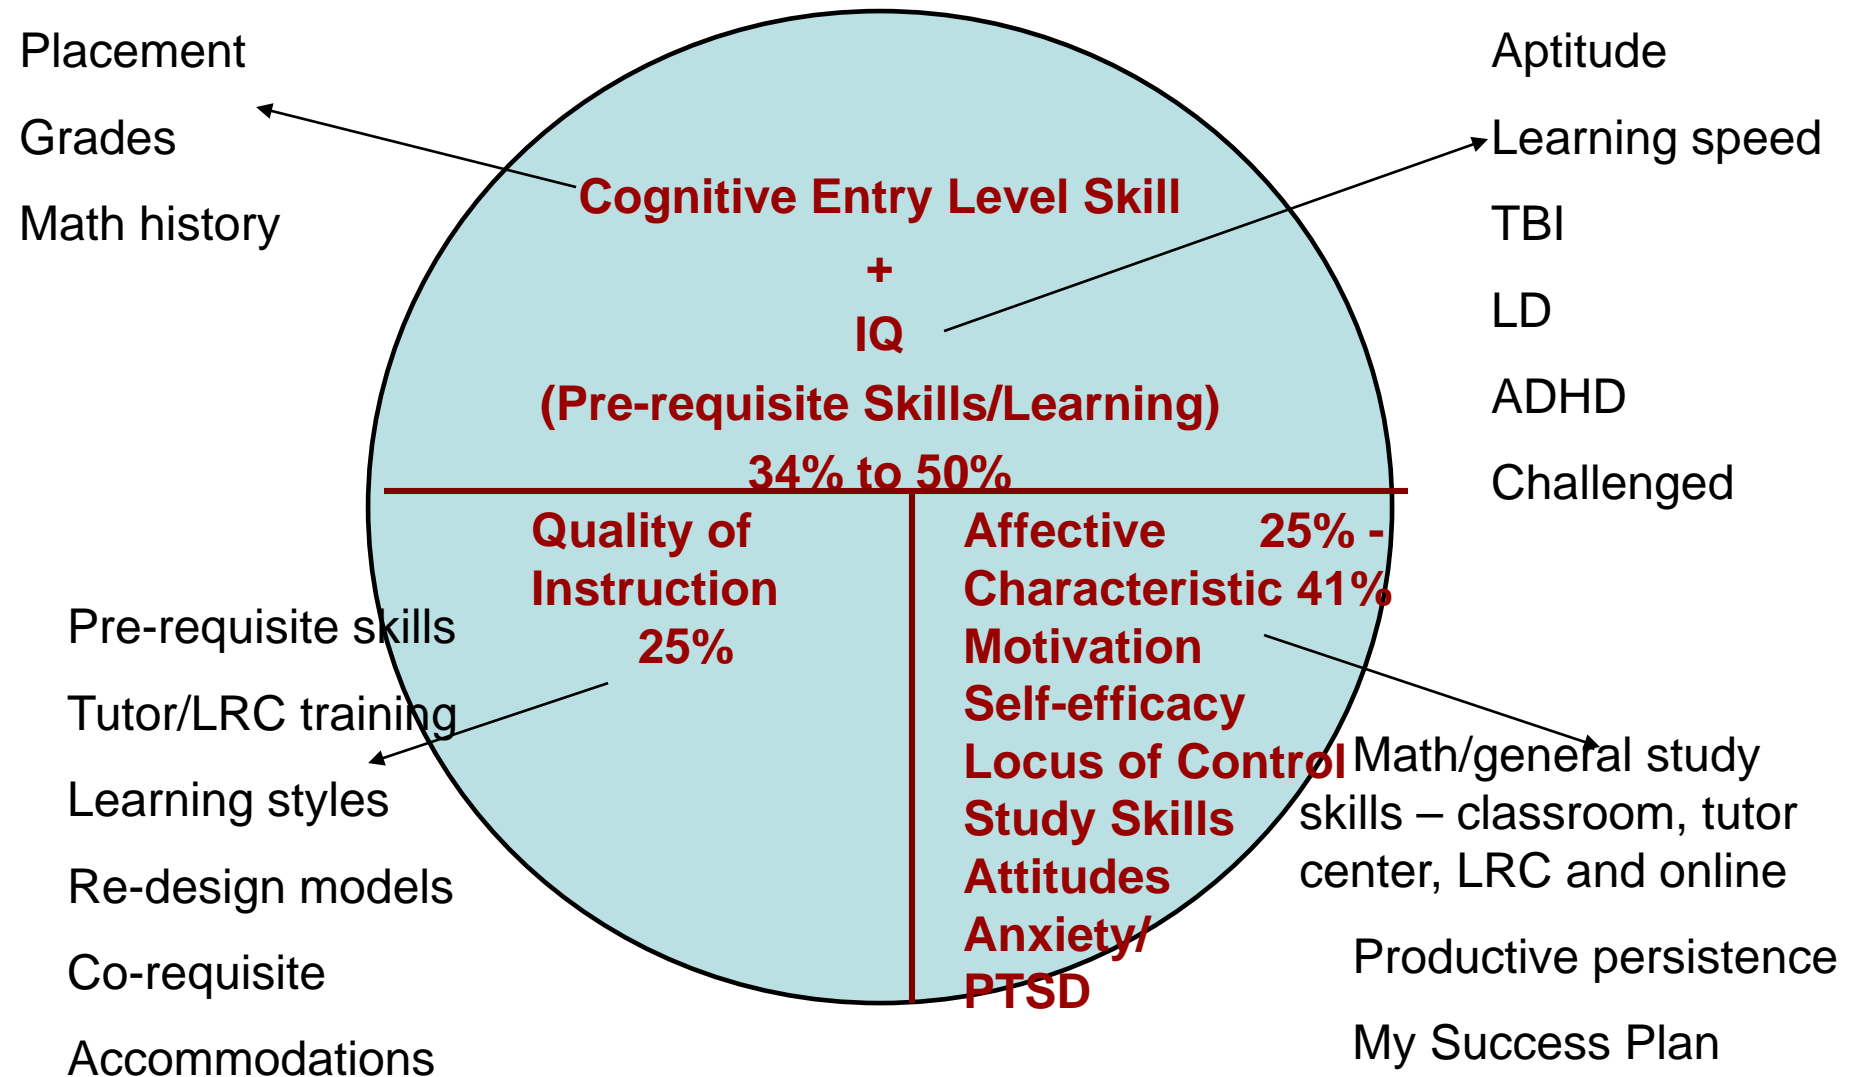 Placement
Grades
Math history
Aptitude
Learning speed
TBI
LD
ADHD
Challenged
Cognitive Entry Level Skill
+
IQ
(Pre-requisite Skills/Learning)
34% to 50%
Quality of
Instruction
25%
Affective 25% -
Characteristic 41%
Motivation
Self-efficacy
Locus of Control
Study Skills
Attitudes
Anxiety/
PTSD
Pre-requisite skills
Tutor/LRC training
Learning styles
Re-design models
Co-requisite
Accommodations
Math/general study
skills – classroom, tutor
center, LRC and online
Productive persistence
My Success Plan